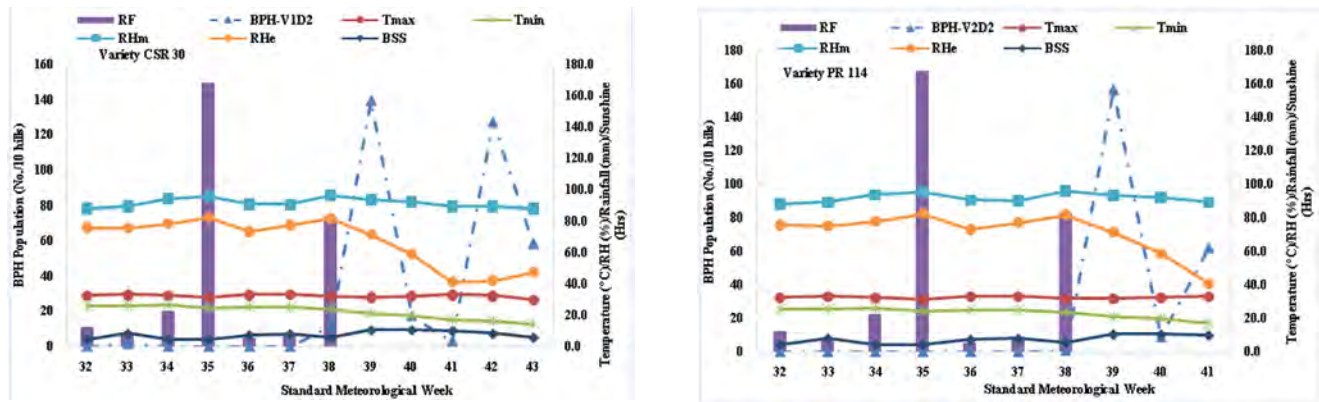 RF BPH-V1D2 Tmax Tmin
RHm RHe BSS
Variety CSR 30
BPH Population (No./10 hills)
160
140
120
100
80
60
40
20
0
180.0
160.0
140.0
120.0
100.0
80.0
60.0
40.0
20.0
0.0
Temperature (°C)/RH (%)/Rainfall (mm)/Sunshine
(Hrs)
32 33 34 35 36 37 38 39 40 41 42 43
Standard Meteorological Week
RF BPH-V2D2 Tmax Tmin
RHm RHe BSS
Variety PR 114
BPH Population (No./10 hills)
180
160
140
120
100
80
60
40
20
0
180.0
160.0
140.0
120.0
100.0
80.0
60.0
40.0
20.0
0.0
Temperature (°C)/RH (%)/Rainfall (mm)/Sunshine
(Hrs)
32 33 34 35 36 37 38 39 40 41
Standard Meteorological Week